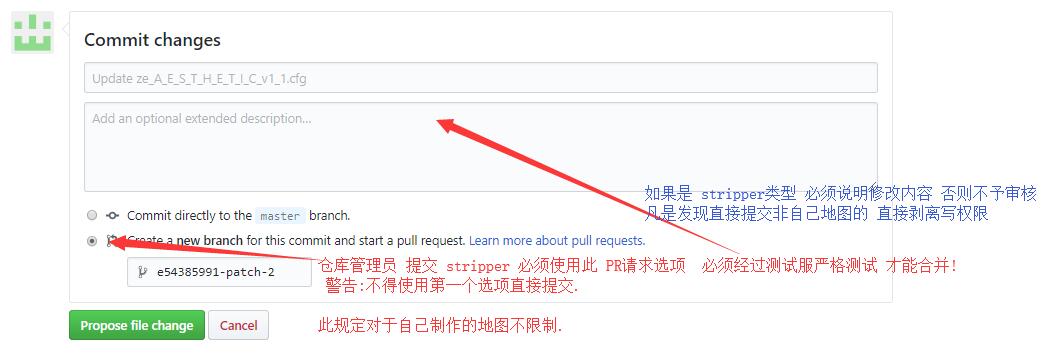 Commit changes
Update ze_A_E_S_T_H_E_T_I_C_v1_1.cfg
Add an optional extended description...
如果是 stripper类型 必须说明修改内容 否则不予审核
凡是发现直接提交非自己地图的 直接剥离写权限
Commit directly to the master branch.
Create a new branch for this commit and start a pull request. Learn more about pull requests.
e54385991-patch-2
仓库管理员 提交 stripper 必须使用此 PR请求选项 必须经过测试服严格测试 才能合并!
警告:不得使用第一个选项直接提交.
Propose file change Cancel
此规定对于自己制作的地图不限制.